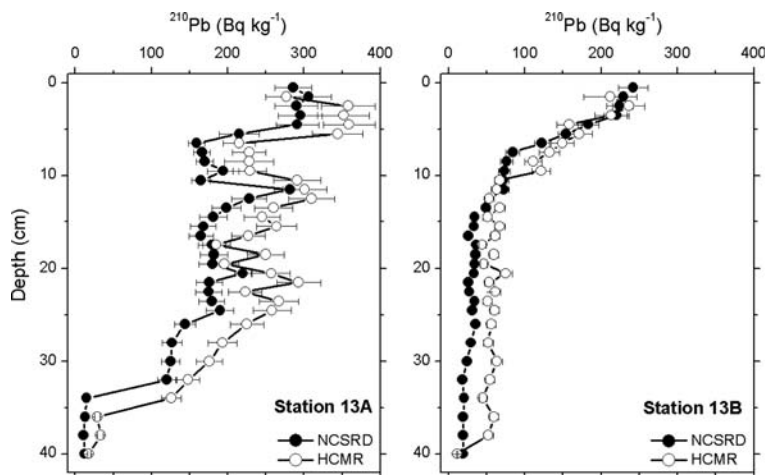 ²¹⁰Pb (Bq kg⁻¹)
0 100 200 300 400
Depth (cm)
0
10
20
30
40
Station 13A
NCSRD
HCMR
²¹⁰Pb (Bq kg⁻¹)
0 100 200 300 400
0
10
20
30
40
Station 13B
NCSRD
HCMR